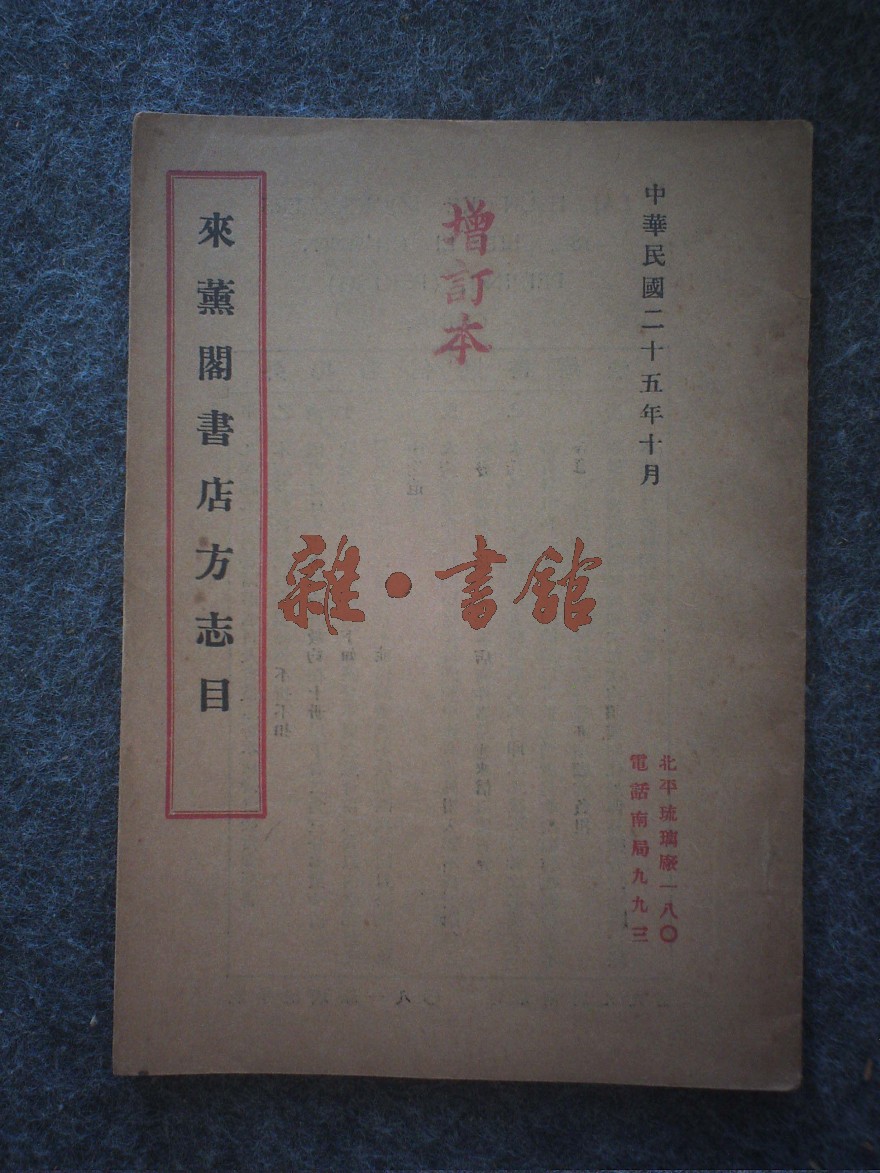 中華民國二十五年十月
北平琉璃廠一八〇
電話南局九九三
增訂本
來薰閣書店方志目
雜·書館